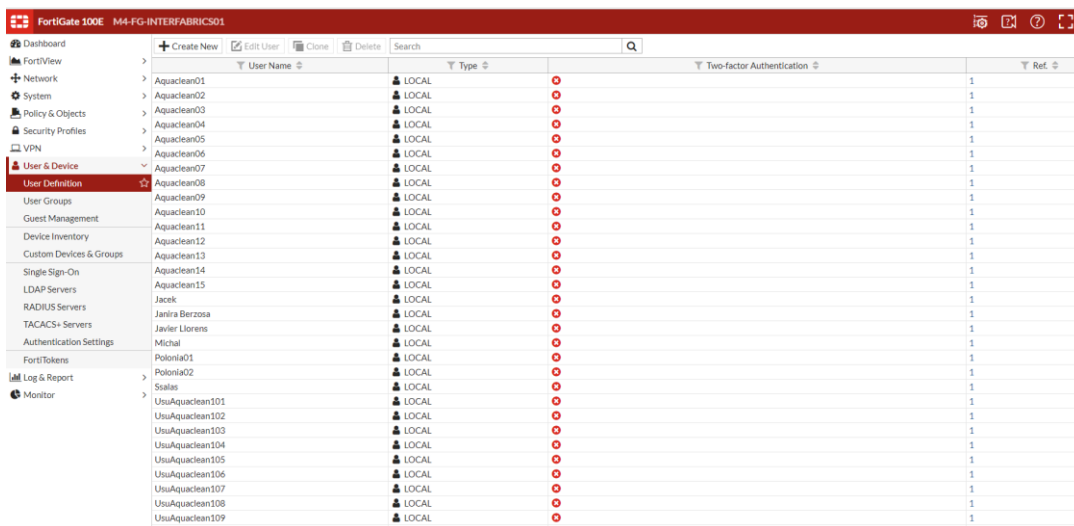 FortiGate 100E M4-FG-INTERFABRICS01
Dashboard
FortiView
Network
System
Policy & Objects
Security Profiles
VPN
User & Device
User Definition
User Groups
Guest Management
Device Inventory
Custom Devices & Groups
Single Sign-On
LDAP Servers
RADIUS Servers
TACACS+ Servers
Authentication Settings
FortiTokens
Log & Report
Monitor
Create New Edit User Clone Delete Search
User Name Type Two-factor Authentication Ref.
Aquaclean01 LOCAL 1
Aquaclean02 LOCAL 1
Aquaclean03 LOCAL 1
Aquaclean04 LOCAL 1
Aquaclean05 LOCAL 1
Aquaclean06 LOCAL 1
Aquaclean07 LOCAL 1
Aquaclean08 LOCAL 1
Aquaclean09 LOCAL 1
Aquaclean10 LOCAL 1
Aquaclean11 LOCAL 1
Aquaclean12 LOCAL 1
Aquaclean13 LOCAL 1
Aquaclean14 LOCAL 1
Aquaclean15 LOCAL 1
Jacek LOCAL 1
Janira Berzosa LOCAL 1
Javier Llorens LOCAL 1
Michal LOCAL 1
Polonia01 LOCAL 1
Polonia02 LOCAL 1
Ssalas LOCAL 1
UsuAquaclean101 LOCAL 1
UsuAquaclean102 LOCAL 1
UsuAquaclean103 LOCAL 1
UsuAquaclean104 LOCAL 1
UsuAquaclean105 LOCAL 1
UsuAquaclean106 LOCAL 1
UsuAquaclean107 LOCAL 1
UsuAquaclean108 LOCAL 1
UsuAquaclean109 LOCAL 1